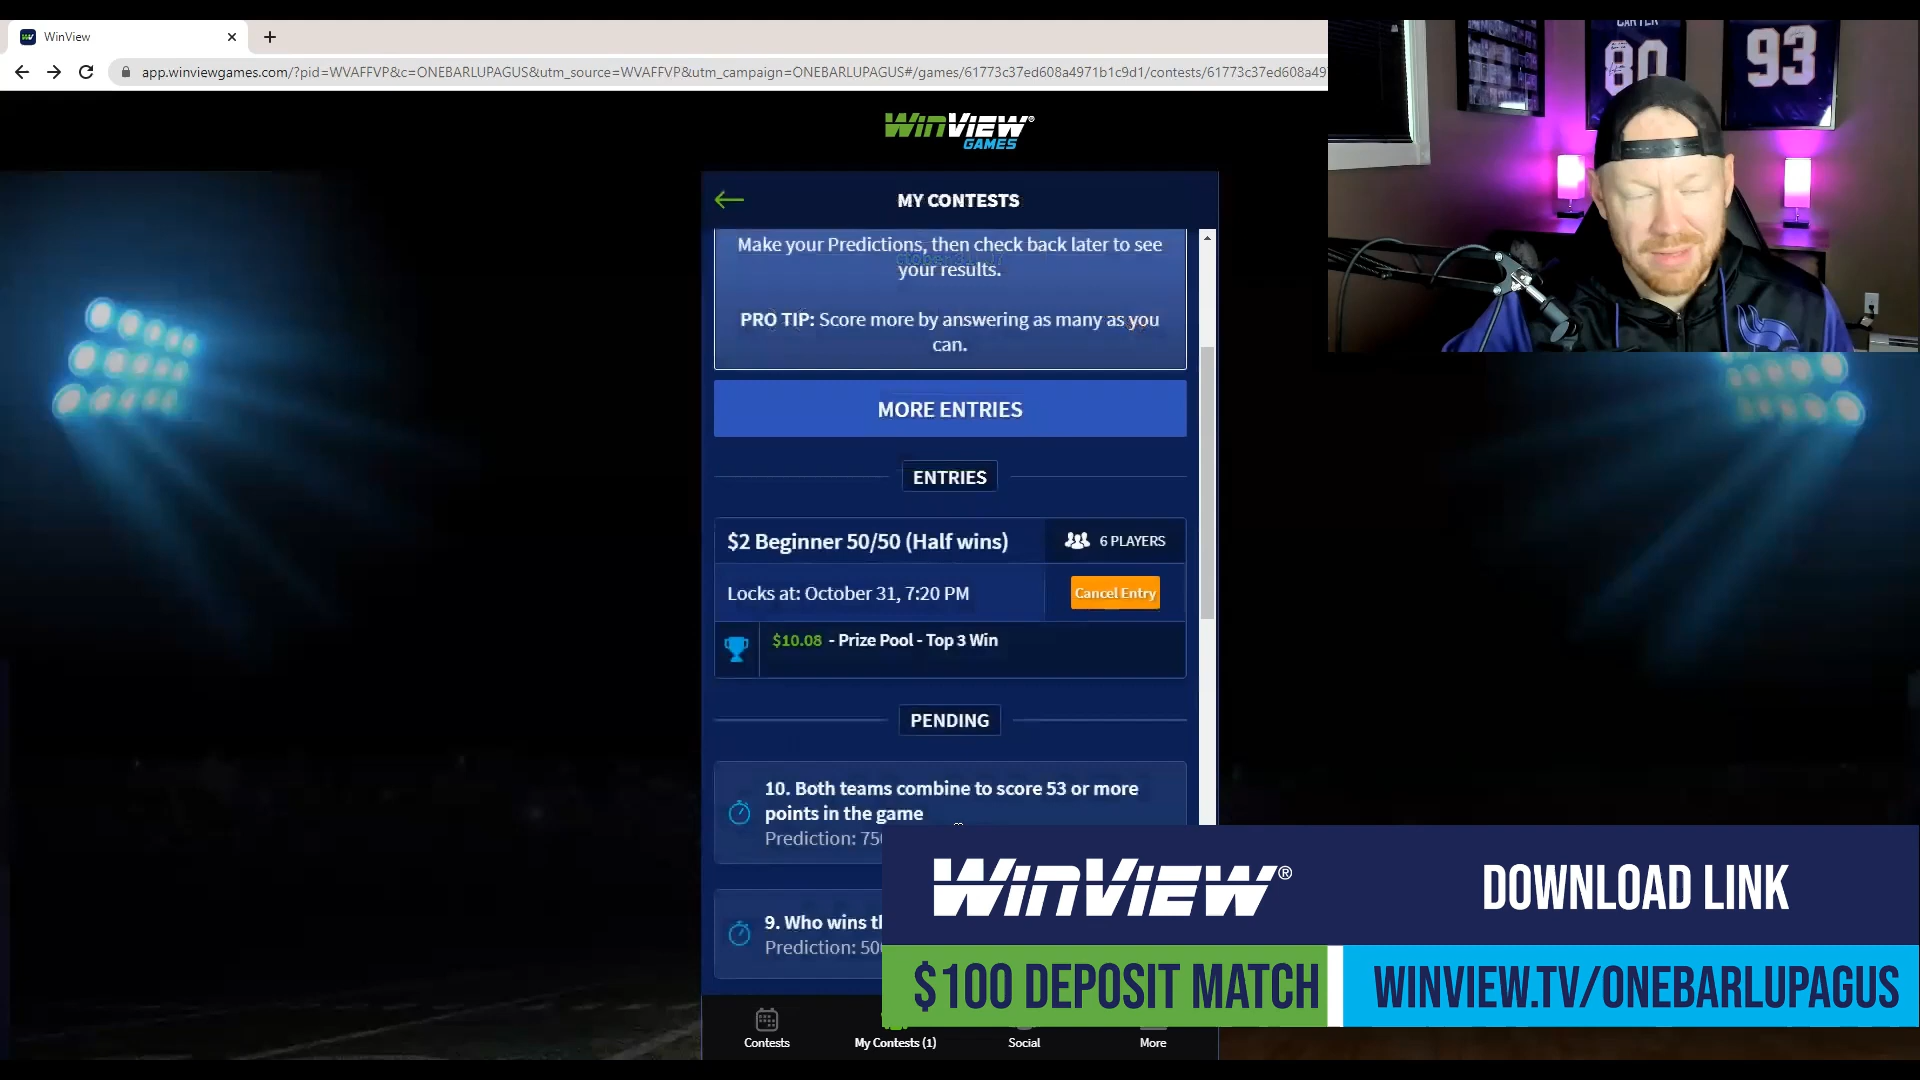 WinView
app.winviewgames.com/?pid=WVAFFVP&c=ONEBARLUPAGUS&utm_source=WVAFFVP&utm_campaign=ONEBARLUPAGUS#/games/61773c37ed608a4971b1c9d1/contests/61773c37ed608a49
WINVIEW®
GAMES
CARTER
80
93
MY CONTESTS
Make your Predictions, then check back later to see
your results.
PRO TIP: Score more by answering as many as you
can.
MORE ENTRIES
ENTRIES
$2 Beginner 50/50 (Half wins)
6 PLAYERS
Locks at: October 31, 7:20 PM
Cancel Entry
$10.08 - Prize Pool - Top 3 Win
PENDING
10. Both teams combine to score 53 or more
points in the game
Prediction: 75
9. Who wins t
Prediction: 50
WINVIEW®
DOWNLOAD LINK
$100 DEPOSIT MATCH
WINVIEW.TV/ONEBARLUPAGUS
Contests
My Contests (1)
Social
More